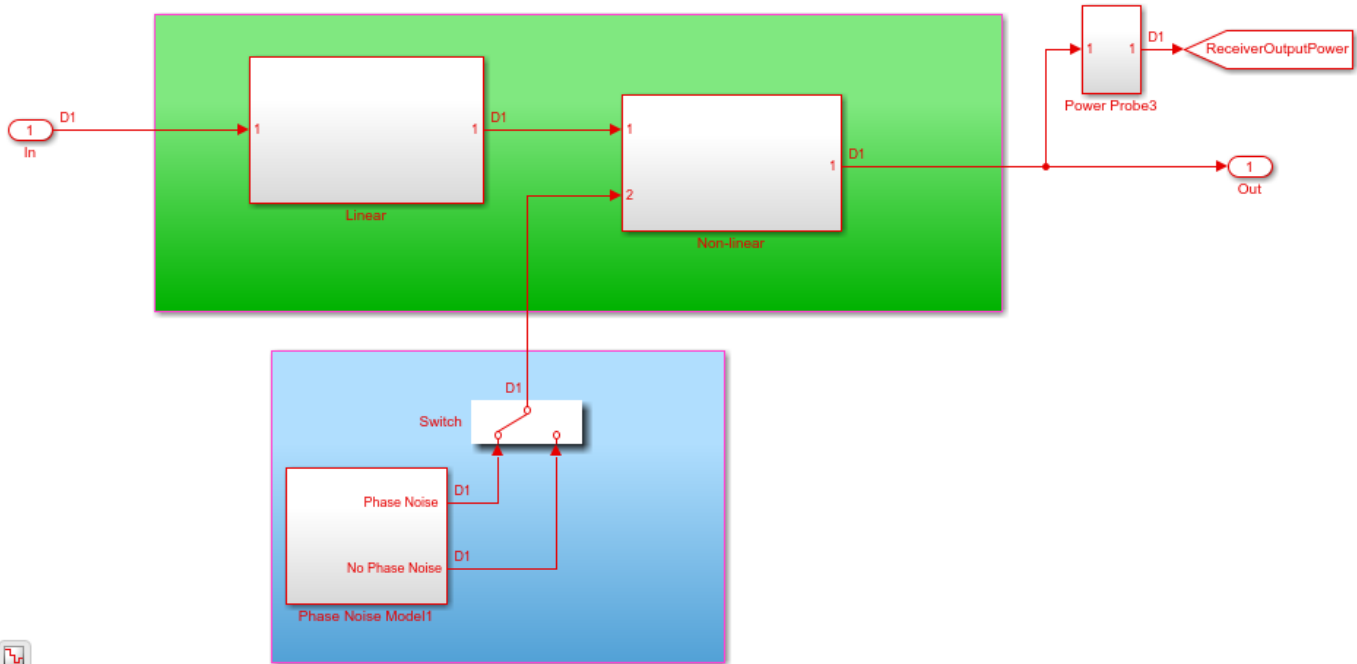 D1
1
In
1
1
Linear
D1
1
2
1
Non-linear
D1
1
1
Power Probe3
D1
ReceiverOutputPower
1
Out
D1
Switch
Phase Noise
D1
No Phase Noise
D1
Phase Noise Model1